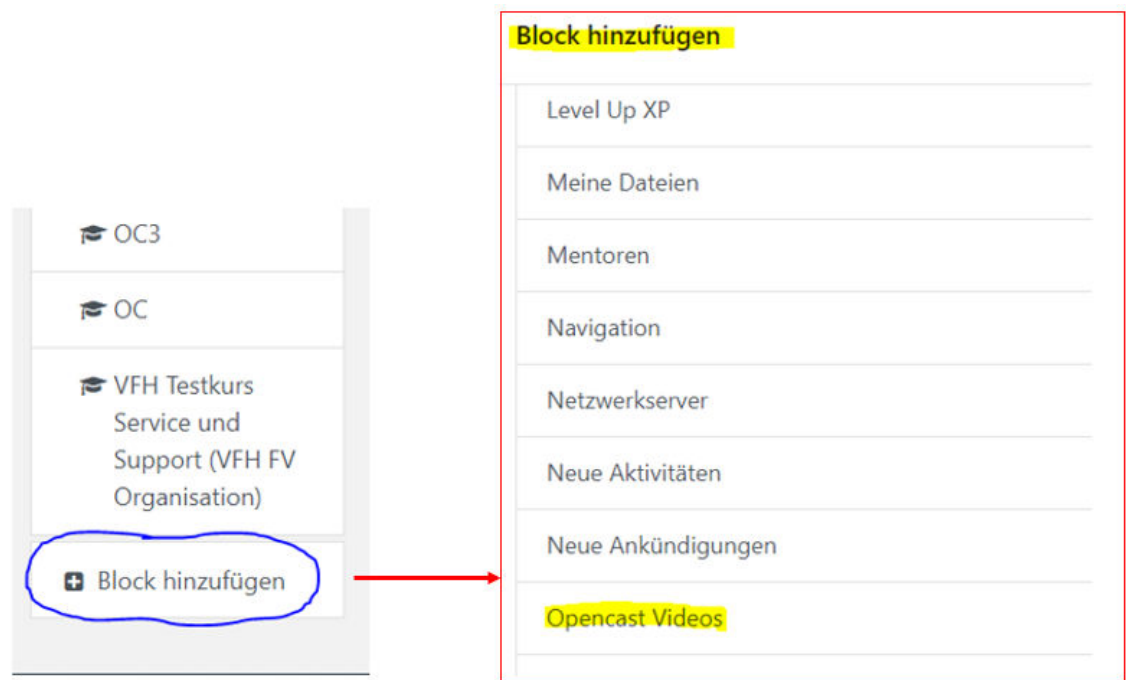 OC3
OC
VFH Testkurs
Service und
Support (VFH FV
Organisation)
Block hinzufügen
Block hinzufügen
Level Up XP
Meine Dateien
Mentoren
Navigation
Netzwerkserver
Neue Aktivitäten
Neue Ankündigungen
Opencast Videos